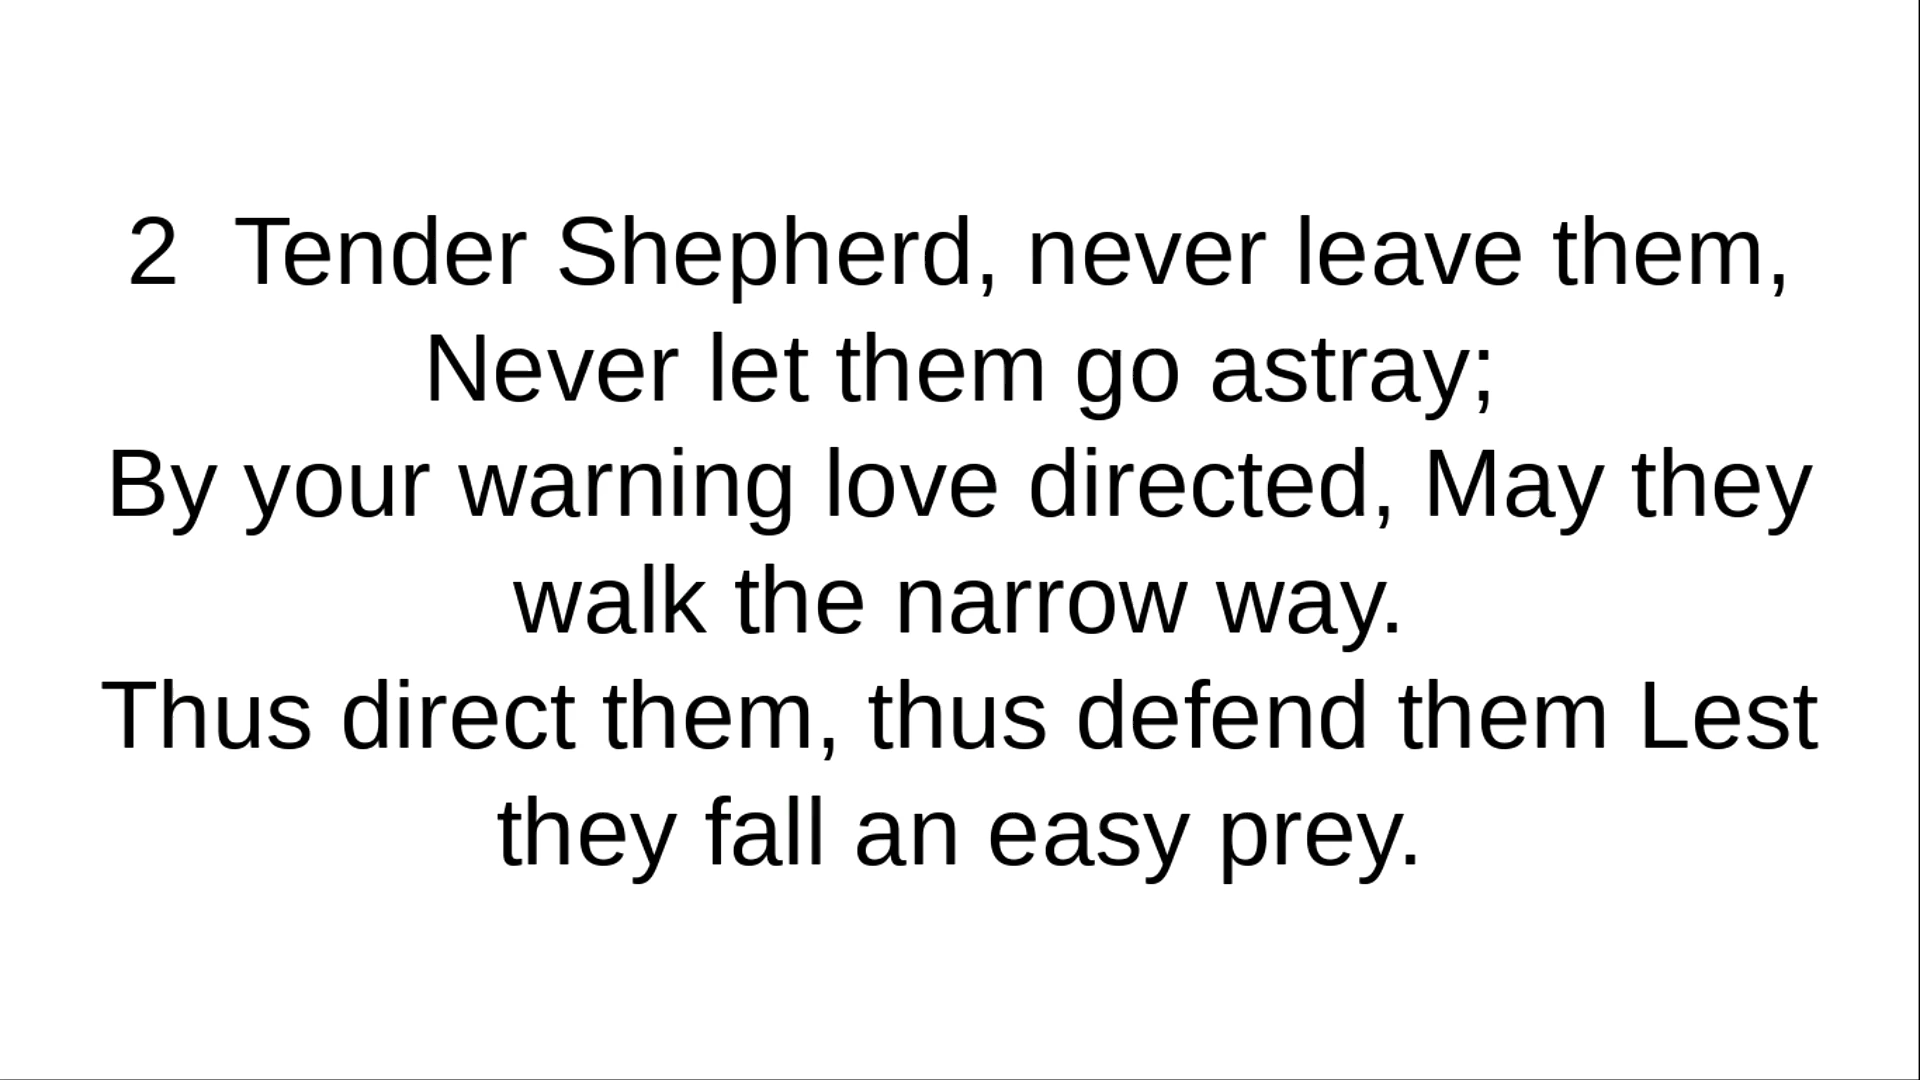 2  Tender Shepherd, never leave them,
Never let them go astray;
By your warning love directed, May they
walk the narrow way.
Thus direct them, thus defend them Lest
they fall an easy prey.